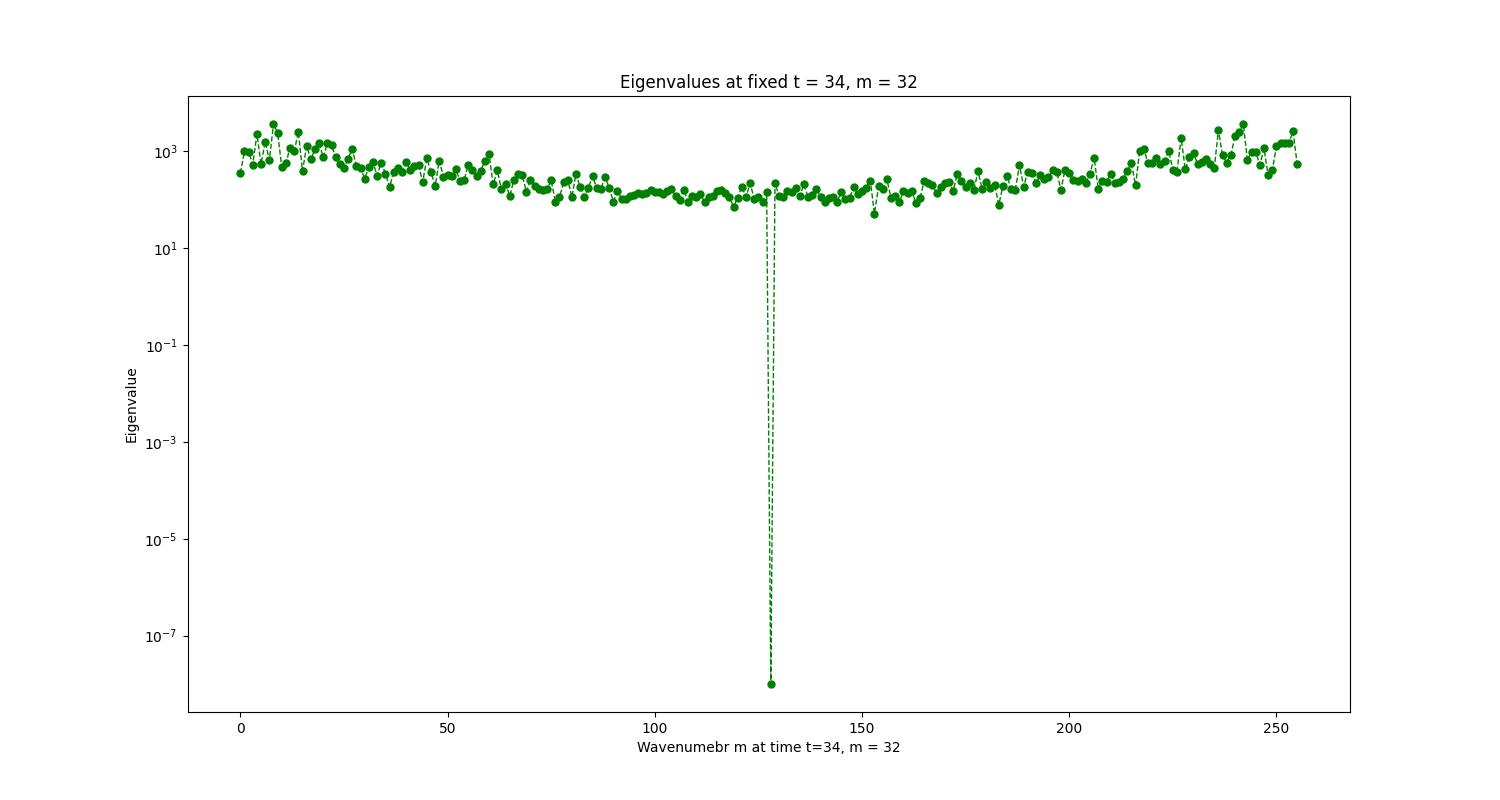 Eigenvalues at fixed t = 34, m = 32
10³
10¹
10⁻¹
10⁻³
10⁻⁵
10⁻⁷
Eigenvalue
0 50 100 150 200 250
Wavenumebr m at time t=34, m = 32